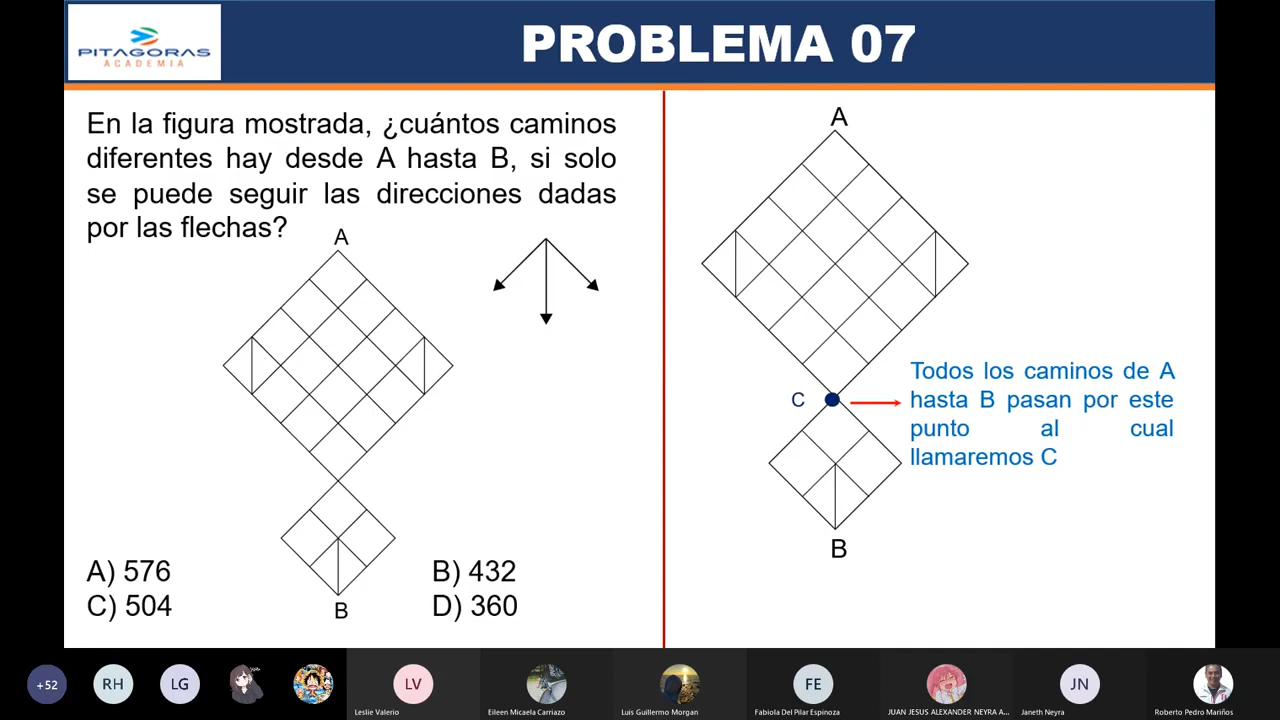 PITAGORAS
ACADEMIA
PROBLEMA 07
En la figura mostrada, ¿cuántos caminos
diferentes hay desde A hasta B, si solo
se puede seguir las direcciones dadas
por las flechas?
A
B
A) 576
B) 432
C) 504
D) 360
A
C
Todos los caminos de A
hasta B pasan por este
punto al cual
llamaremos C
B
+52
RH
LG
LV
FE
JN
Leslie Valerio
Eileen Micaela Carriazo
Luis Guillermo Morgan
Fabiola Del Pilar Espinoza
JUAN JESUS ALEXANDER NEYRA A...
Janeth Neyra
Roberto Pedro Mariños